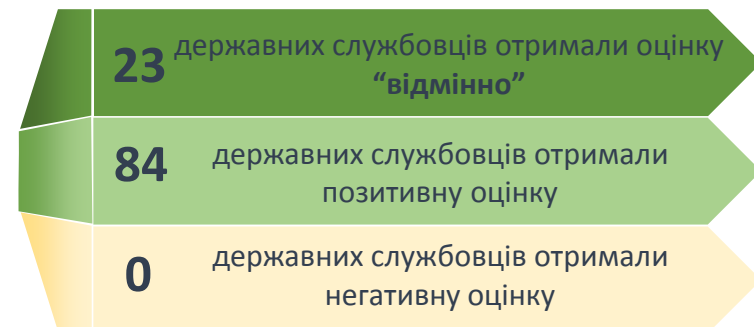 23 державних службовців отримали оцінку
“відмінно”
84 державних службовців отримали
позитивну оцінку
0 державних службовців отримали
негативну оцінку